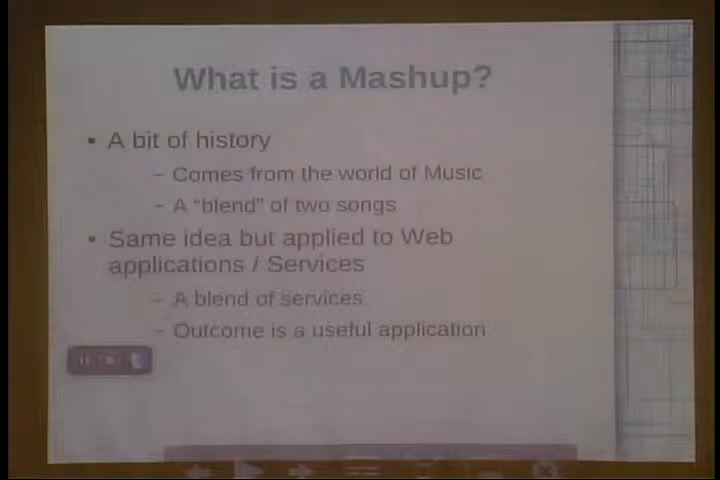 What is a Mashup?
• A bit of history
– Comes from the world of Music
– A “blend” of two songs
• Same idea but applied to Web
applications / Services
– A blend of services
– Outcome is a useful application